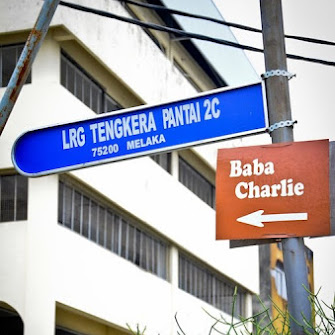 LRG TENGKERA PANTAI 2C
75200 MELAKA
Baba
Charlie